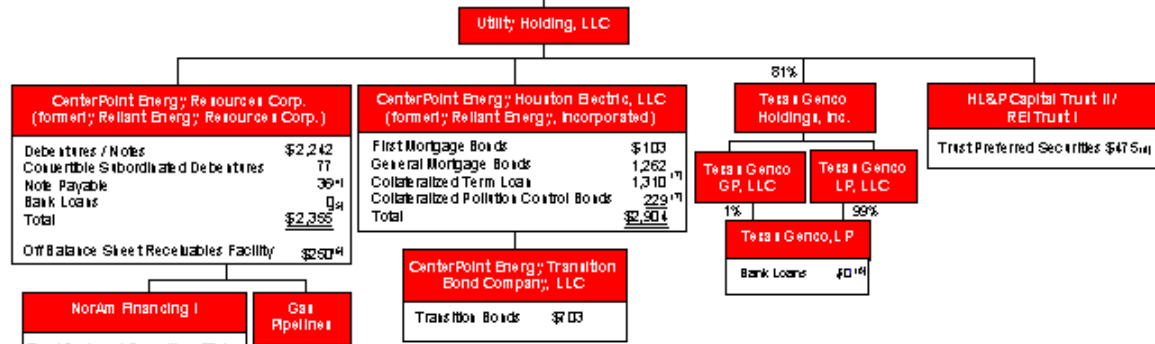 Utility Holding, LLC
81%
CenterPoint Energy Resources Corp.
(formerly Reliant Energy Resources Corp.)
Debentures / Notes $2,242
Convertible Subordinated Debentures 77
Note Payable 36
Bank Loans 0
Total $2,355
Off Balance Sheet Receivables Facility $250
CenterPoint Energy Houston Electric, LLC
(formerly Reliant Energy, Incorporated)
First Mortgage Bonds $103
General Mortgage Bonds 1,262
Collateralized Term Loan 1,310
Collateralized Pollution Control Bonds 229
Total $2,904
Texas Genco
Holdings, Inc.
HL&P Capital Trust II /
REI Trust I
Trust Preferred Securities $475
Texas Genco
GP, LLC
Texas Genco
LP, LLC
1%
99%
Texas Genco, LP
Bank Loans $0
CenterPoint Energy Transition
Bond Company, LLC
Transition Bonds $703
NorAm Financing I
Gas
Pipelines